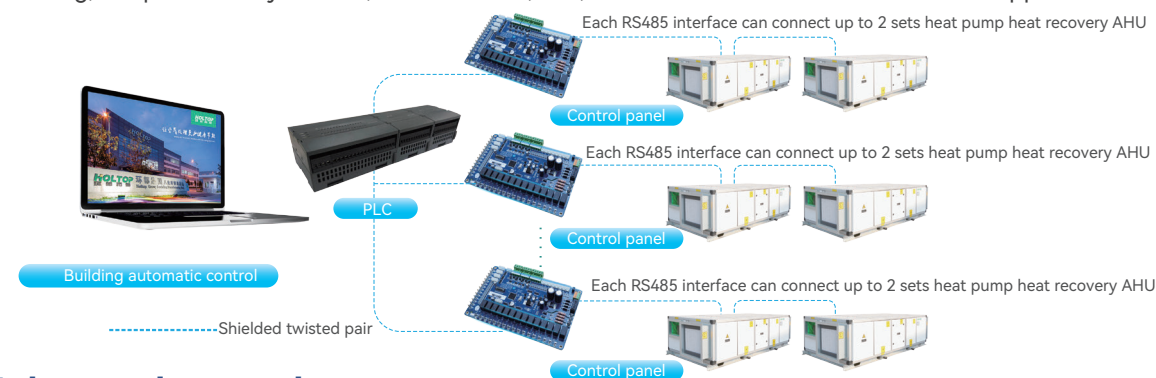 Each RS485 interface can connect up to 2 sets heat pump heat recovery AHU
Control panel
HOLTOP
Each RS485 interface can connect up to 2 sets heat pump heat recovery AHU
PLC
Control panel
Building automatic control
Each RS485 interface can connect up to 2 sets heat pump heat recovery AHU
Shielded twisted pair
Control panel